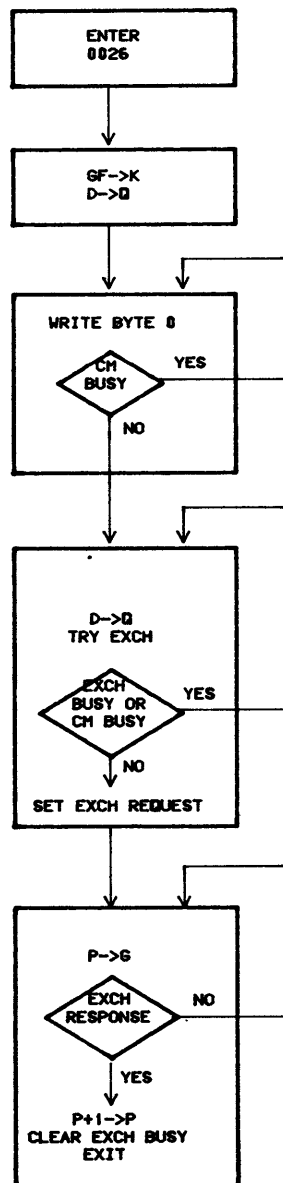 ENTER
0026
GF->K
D->Q
WRITE BYTE 0
CM
BUSY
YES
NO
D->Q
TRY EXCH
EXCH
BUSY OR
CM BUSY
YES
NO
SET EXCH REQUEST
P->G
EXCH
RESPONSE
NO
YES
P+1->P
CLEAR EXCH BUSY
EXIT